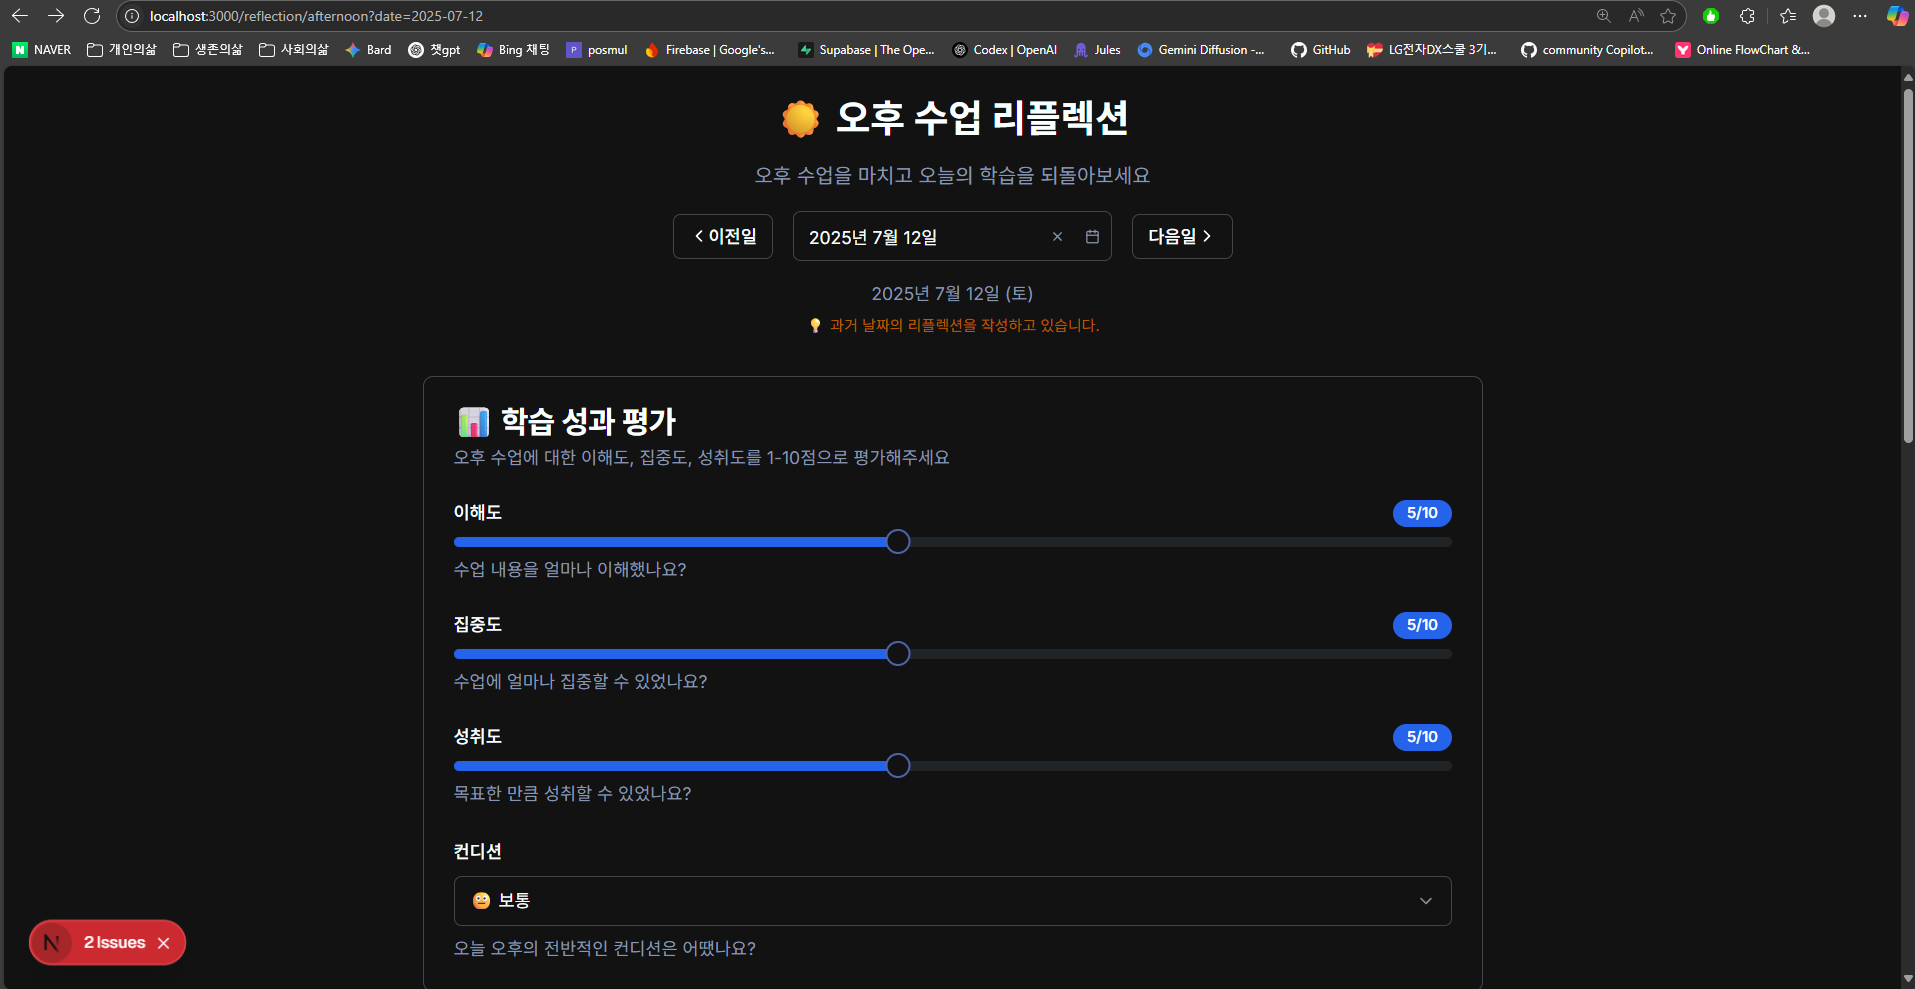 localhost:3000/reflection/afternoon?date=2025-07-12
NAVER 개인의삶 생존의삶 사회의삶 Bard 챗gpt Bing 채팅 posmul Firebase | Google's... Supabase | The Ope... Codex | OpenAI Jules Gemini Diffusion -... GitHub LG전자DX스쿨 3기... community Copilot... Online FlowChart &...
오후 수업 리플렉션
오후 수업을 마치고 오늘의 학습을 되돌아보세요
이전일 2025년 7월 12일 다음일
2025년 7월 12일 (토)
과거 날짜의 리플렉션을 작성하고 있습니다.
학습 성과 평가
오후 수업에 대한 이해도, 집중도, 성취도를 1-10점으로 평가해주세요
이해도 5/10
수업 내용을 얼마나 이해했나요?
집중도 5/10
수업에 얼마나 집중할 수 있었나요?
성취도 5/10
목표한 만큼 성취할 수 있었나요?
컨디션
보통
오늘 오후의 전반적인 컨디션은 어땠나요?
N 2 Issues